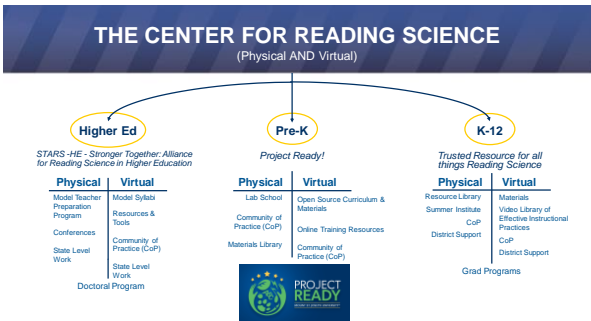 THE CENTER FOR READING SCIENCE
(Physical AND Virtual)
Higher Ed
STARS -HE - Stronger Together: Alliance
for Reading Science in Higher Education
Physical
Model Teacher
Preparation
Program
Conferences
State Level
Work
Virtual
Model Syllabi
Resources &
Tools
Community of
Practice (CoP)
State Level
Work
Doctoral Program
Pre-K
Project Ready!
Physical
Lab School
Community of
Practice (CoP)
Materials Library
Virtual
Open Source Curriculum &
Materials
Online Training Resources
Community of
Practice (CoP)
PROJECT
READY
K-12
Trusted Resource for all
things Reading Science
Physical
Resource Library
Summer Institute
CoP
District Support
Virtual
Materials
Video Library of
Effective Instructional
Practices
CoP
District Support
Grad Programs